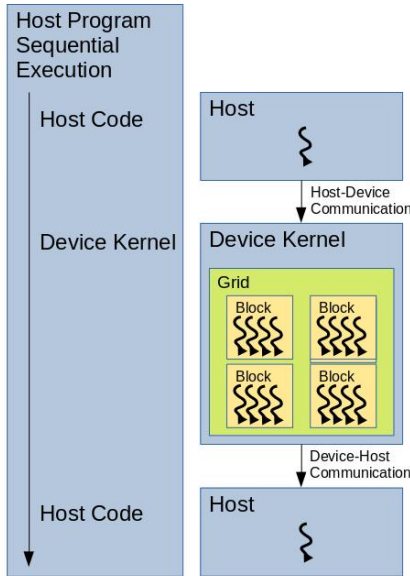 Host Program
Sequential
Execution
Host Code
Device Kernel
Host Code
Host
Host-Device
Communication
Device Kernel
Grid
Block
Block
Block
Block
Device-Host
Communication
Host